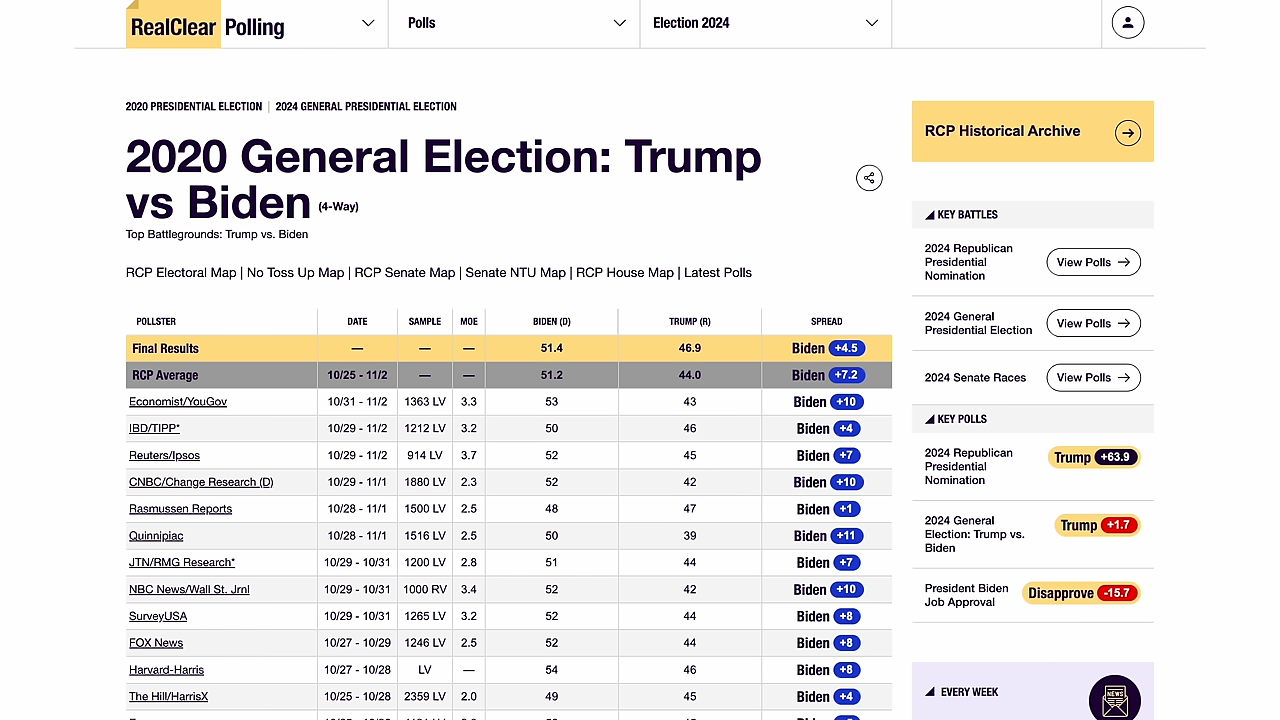 RealClear Polling
Polls
Election 2024
2020 PRESIDENTIAL ELECTION | 2024 GENERAL PRESIDENTIAL ELECTION
2020 General Election: Trump
vs Biden (4-Way)
Top Battlegrounds: Trump vs. Biden
RCP Electoral Map | No Toss Up Map | RCP Senate Map | Senate NTU Map | RCP House Map | Latest Polls
POLLSTER DATE SAMPLE MOE BIDEN (D) TRUMP (R) SPREAD
Final Results — — — 51.4 46.9 Biden +4.5
RCP Average 10/25 - 11/2 — — 51.2 44.0 Biden +7.2
Economist/YouGov 10/31 - 11/2 1363 LV 3.3 53 43 Biden +10
IBD/TIPP* 10/29 - 11/2 1212 LV 3.2 50 46 Biden +4
Reuters/Ipsos 10/29 - 11/2 914 LV 3.7 52 45 Biden +7
CNBC/Change Research (D) 10/29 - 11/1 1880 LV 2.3 52 42 Biden +10
Rasmussen Reports 10/28 - 11/1 1500 LV 2.5 48 47 Biden +1
Quinnipiac 10/28 - 11/1 1516 LV 2.5 50 39 Biden +11
JTN/RMG Research* 10/29 - 10/31 1200 LV 2.8 51 44 Biden +7
NBC News/Wall St. Jrnl 10/29 - 10/31 1000 RV 3.4 52 42 Biden +10
SurveyUSA 10/29 - 10/31 1265 LV 3.2 52 44 Biden +8
FOX News 10/27 - 10/29 1246 LV 2.5 52 44 Biden +8
Harvard-Harris 10/27 - 10/28 LV — 54 46 Biden +8
The Hill/HarrisX 10/25 - 10/28 2359 LV 2.0 49 45 Biden +4
RCP Historical Archive
KEY BATTLES
2024 Republican
Presidential
Nomination
View Polls
2024 General
Presidential Election
View Polls
2024 Senate Races
View Polls
KEY POLLS
2024 Republican
Presidential
Nomination
Trump +63.9
2024 General
Election: Trump vs.
Biden
Trump +1.7
President Biden
Job Approval
Disapprove -15.7
EVERY WEEK
NEWS